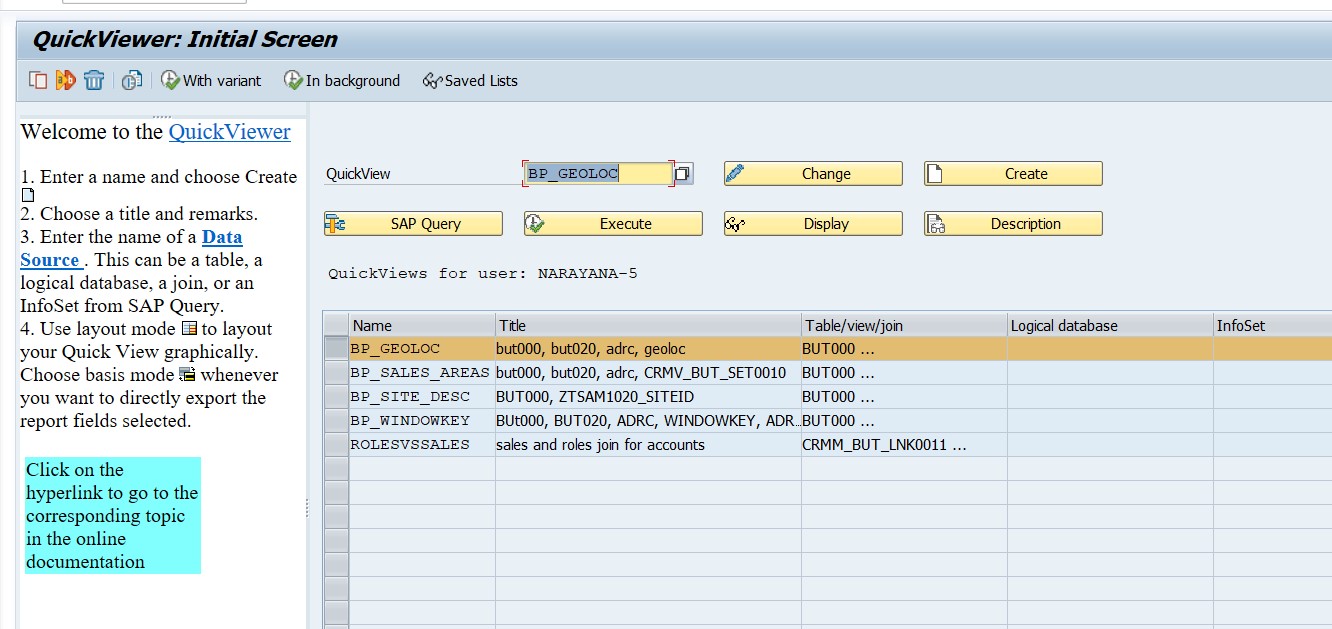 QuickViewer: Initial Screen
With variant In background Saved Lists
Welcome to the QuickViewer
1. Enter a name and choose Create
2. Choose a title and remarks.
3. Enter the name of a Data
Source . This can be a table, a
logical database, a join, or an
InfoSet from SAP Query.
4. Use layout mode to layout
your Quick View graphically.
Choose basis mode whenever
you want to directly export the
report fields selected.
Click on the
hyperlink to go to the
corresponding topic
in the online
documentation
QuickView BP_GEOLOC Change Create
SAP Query Execute Display Description
QuickViews for user: NARAYANA-5
Name Title Table/view/join Logical database InfoSet
BP_GEOLOC but000, but020, adrc, geoloc BUT000 ...
BP_SALES_AREAS but000, but020, adrc, CRMV_BUT_SET0010 BUT000 ...
BP_SITE_DESC BUT000, ZTSAM1020_SITEID BUT000 ...
BP_WINDOWKEY BUt000, BUT020, ADRC, WINDOWKEY, ADR... BUT000 ...
ROLESVSSALES sales and roles join for accounts CRMM_BUT_LNK0011 ...